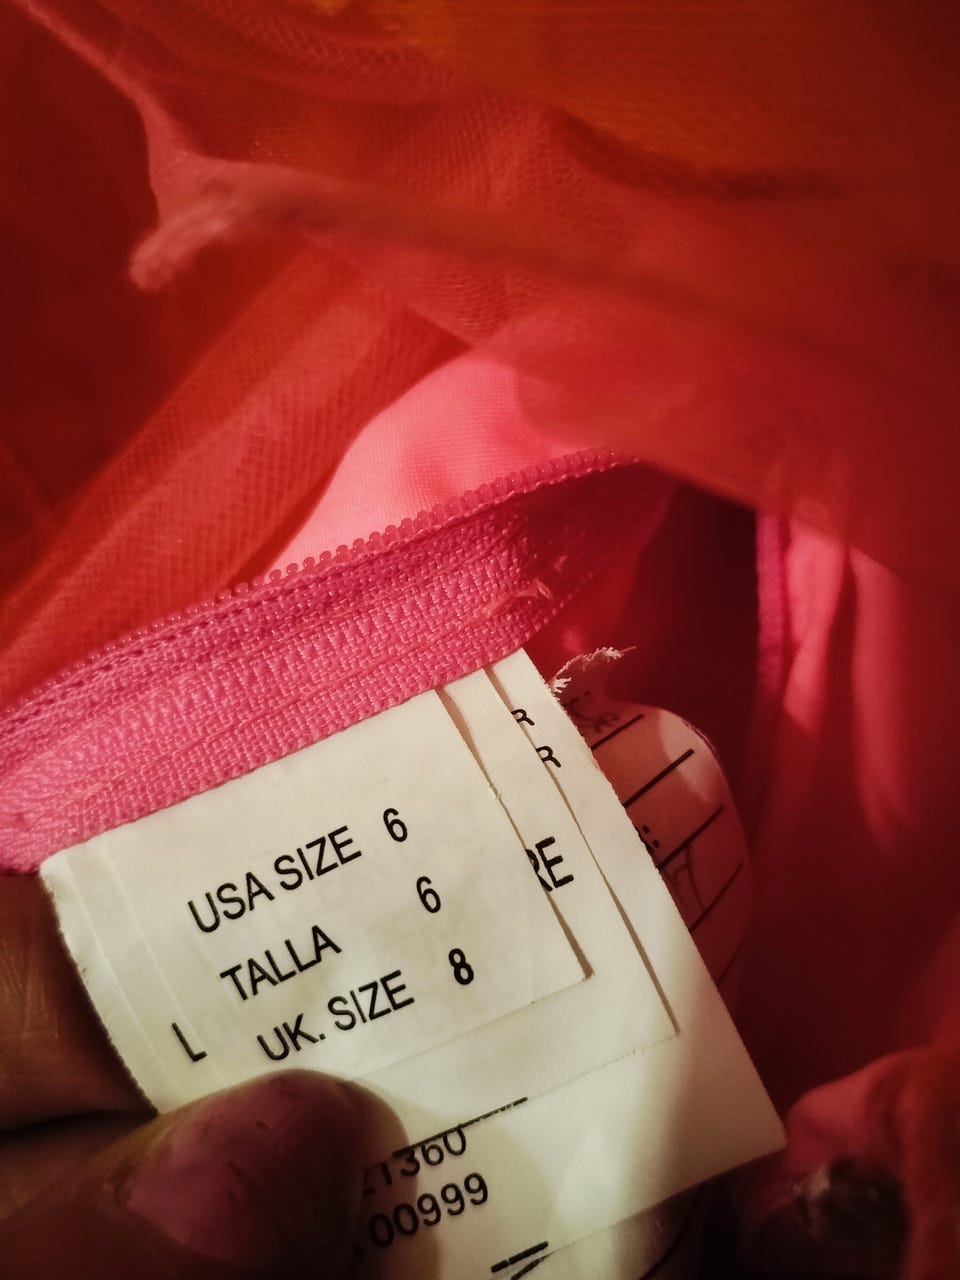 USA SIZE 6
TALLA 6
UK. SIZE 8
L
R
R
RE
1360
00999